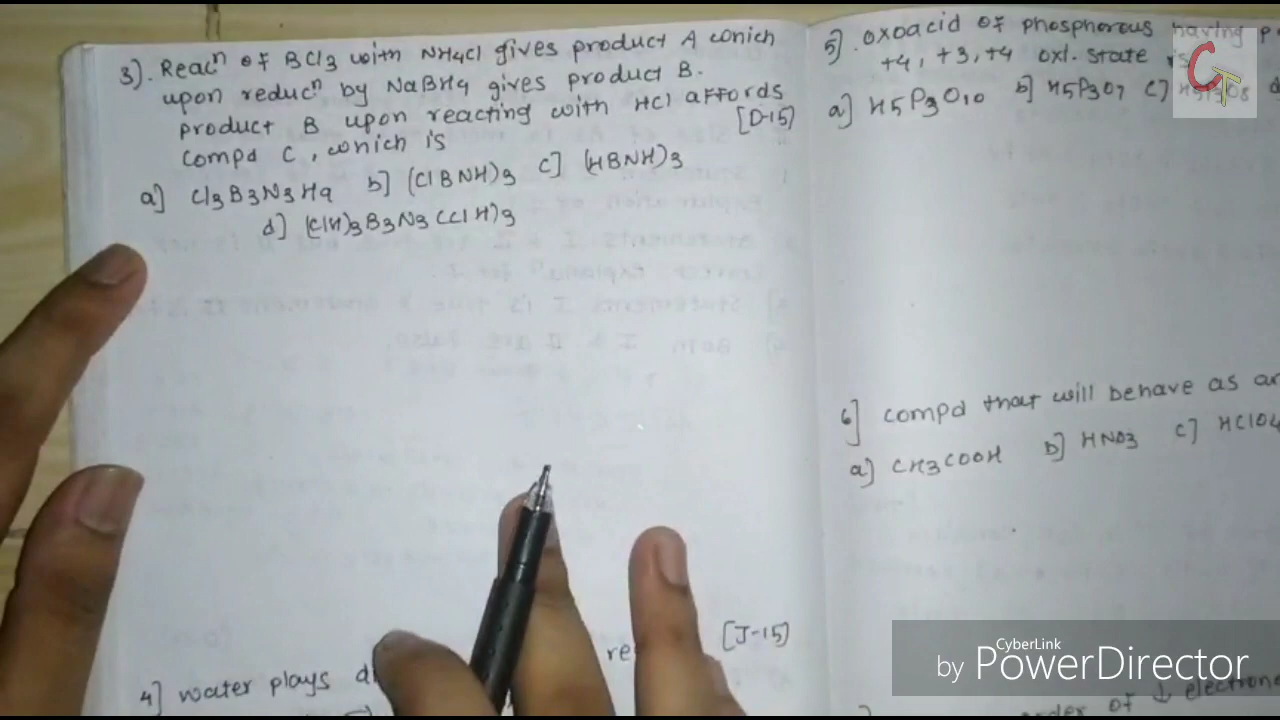 3). Reacⁿ of BCl3 with NH4Cl gives product A which
upon reducⁿ by NaBH4 gives product B.
product B upon reacting with HCl affords
compd C, which is [D-15]
a] Cl3B3N3H9 b] (ClBNH)3 c] (HBNH)3
d] (ClH)3B3N3(ClH)3
[J-15]
4] water plays
5]. oxoacid of phosphorous having
+4, +3, +4 oxi. state
a] H5P3O10 b] H5P3O7 c]
6] compd that will behave as
a] CH3COOH b] HNO3 c] HClO4
order of ↓
CT
CyberLink
by PowerDirector